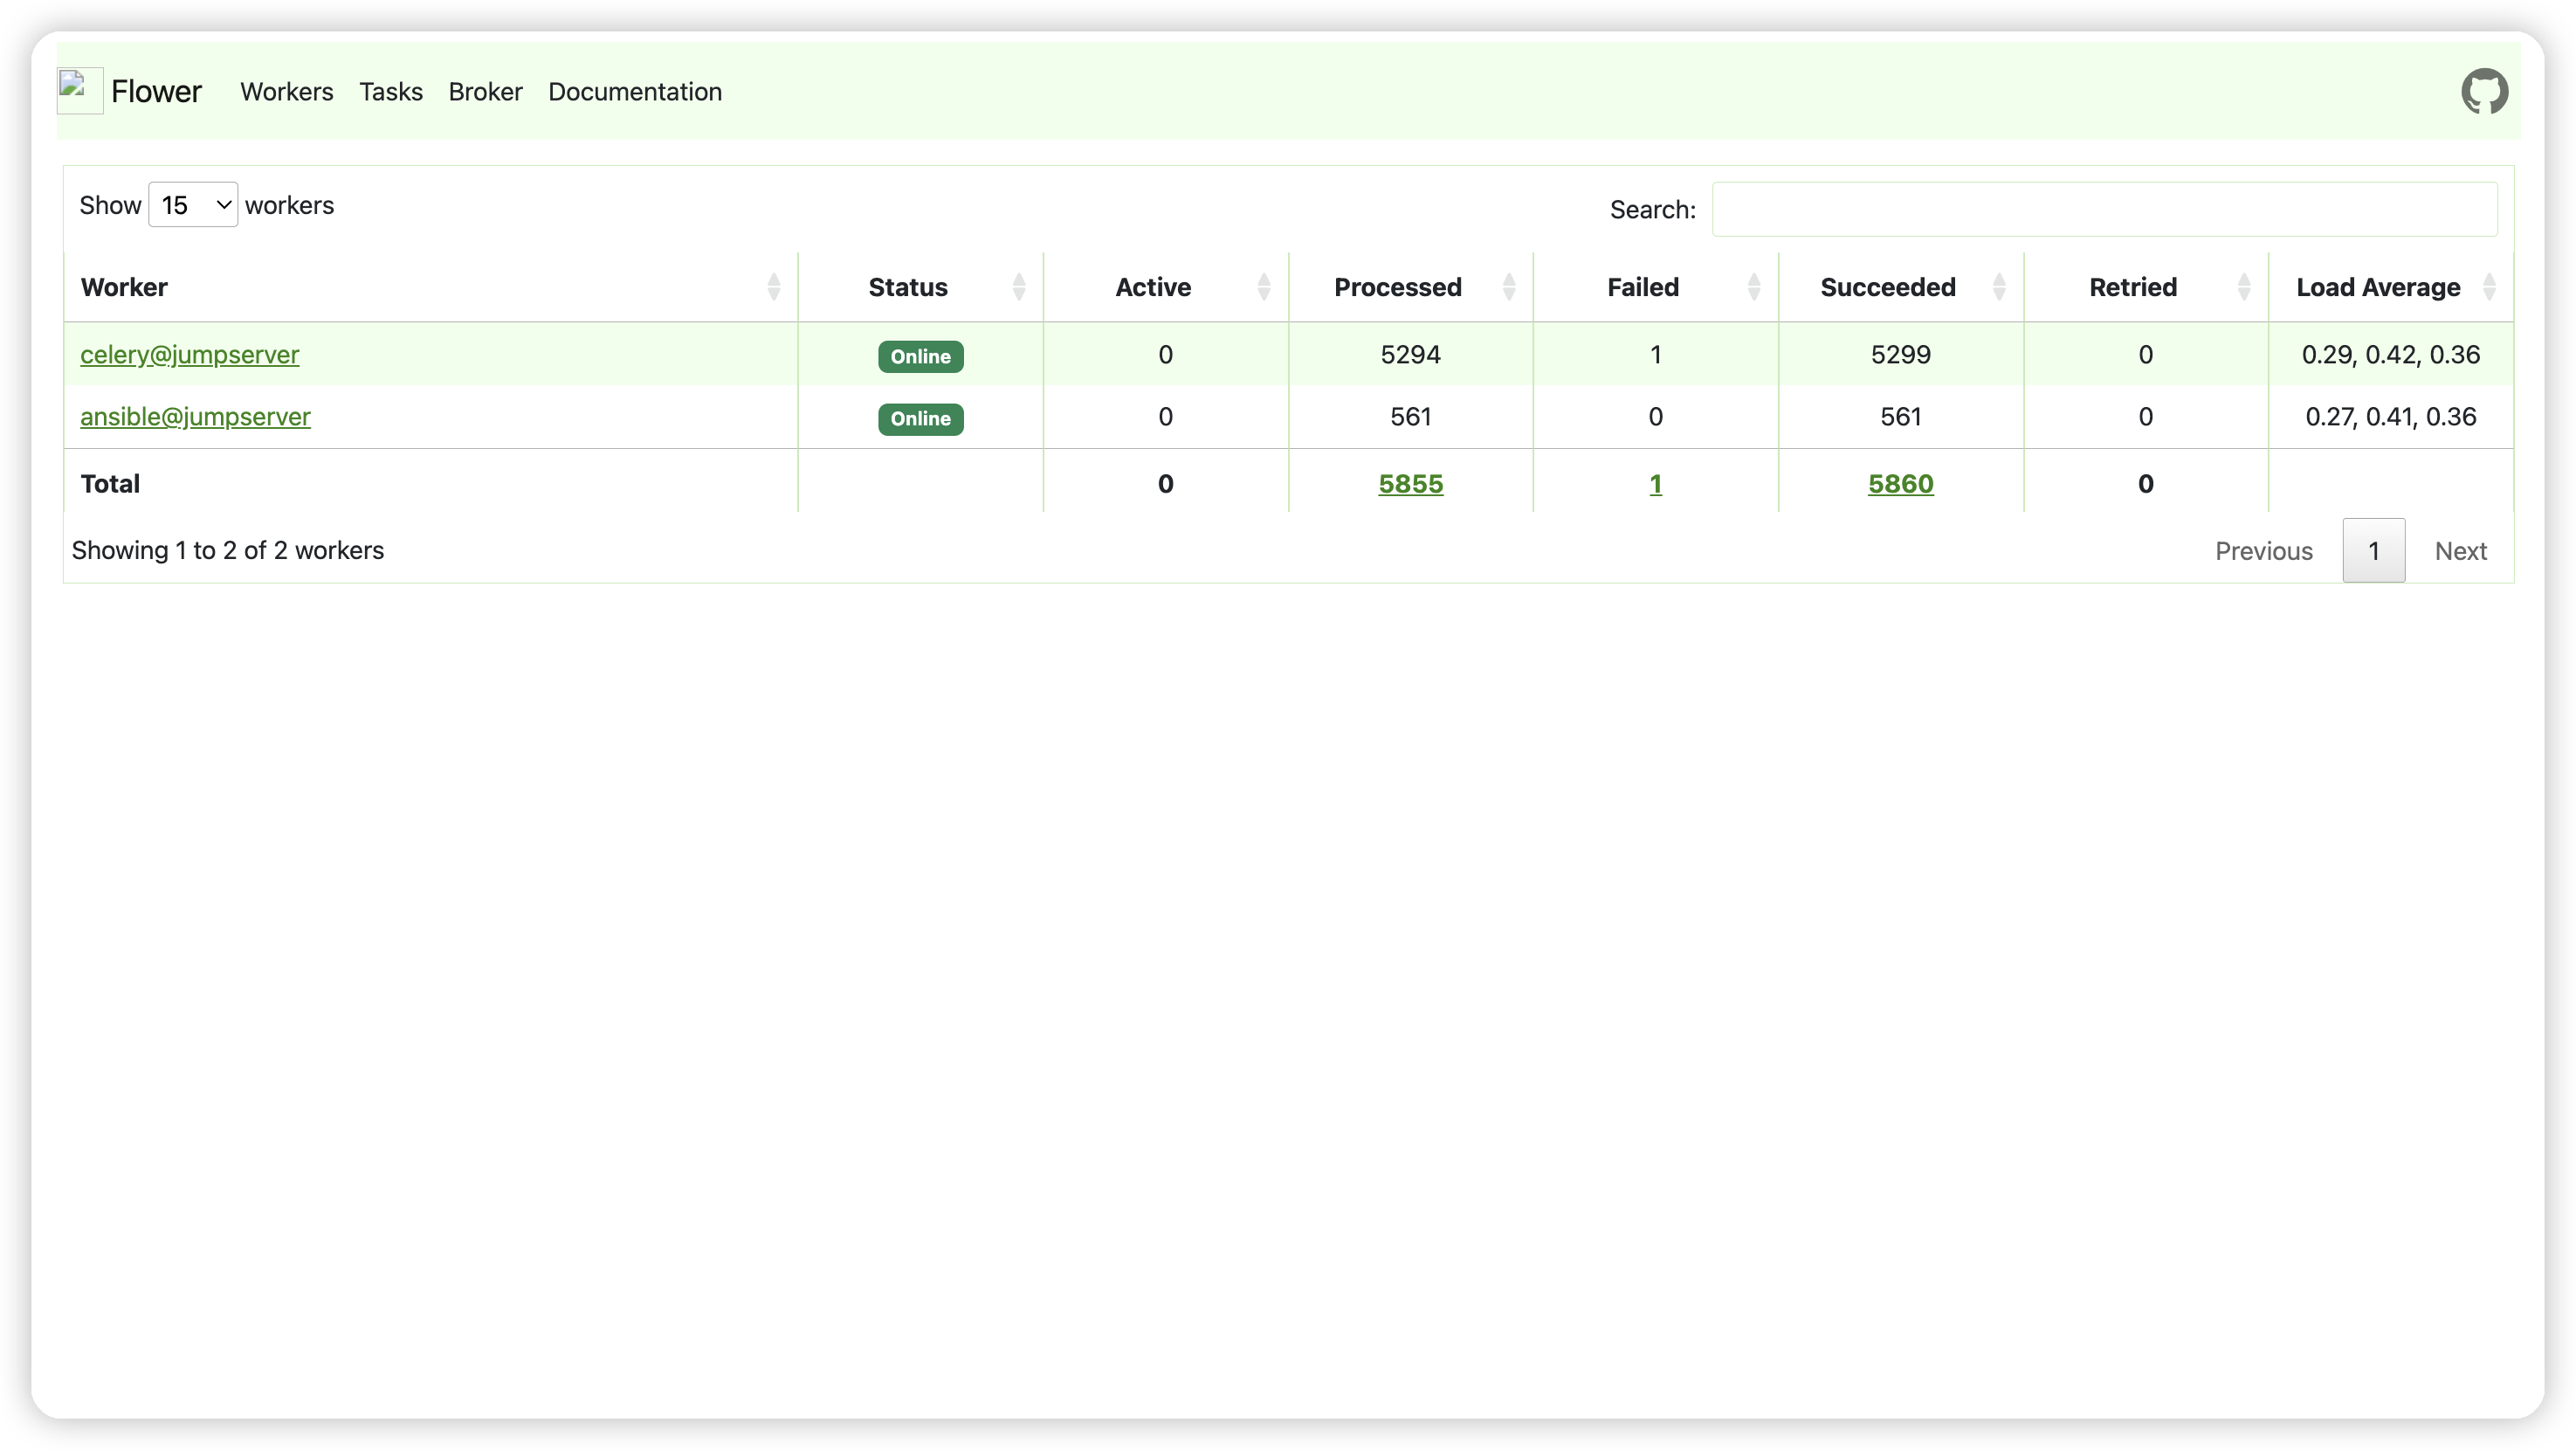 Flower Workers Tasks Broker Documentation
Show 15 workers Search:
Worker Status Active Processed Failed Succeeded Retried Load Average
celery@jumpserver Online 0 5294 1 5299 0 0.29, 0.42, 0.36
ansible@jumpserver Online 0 561 0 561 0 0.27, 0.41, 0.36
Total 0 5855 1 5860 0
Showing 1 to 2 of 2 workers Previous 1 Next